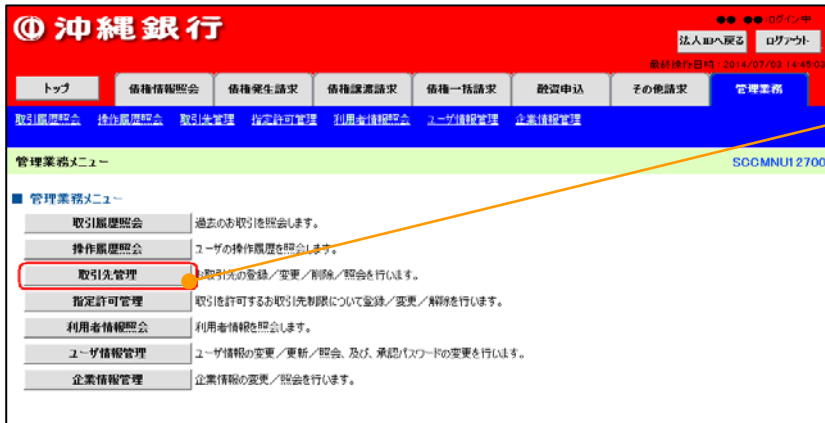 沖縄銀行
●● ●●:ログイン中
法人IDへ戻る ログアウト
最終操作日時：2014/07/03 14:48:03
トップ 債権情報照会 債権発生請求 債権譲渡請求 債権一括請求 融資申込 その他請求 管理業務
取引履歴照会 操作履歴照会 取引先管理 指定許可管理 利用者情報照会 ユーザ情報管理 企業情報管理
管理業務メニュー SCCMNU12700
■ 管理業務メニュー
取引履歴照会 過去のお取引を照会します。
操作履歴照会 ユーザの操作履歴を照会します。
取引先管理 お取引先の登録／変更／削除／照会を行います。
指定許可管理 取引を許可するお取引先制限について登録／変更／解除を行います。
利用者情報照会 利用者情報を照会します。
ユーザ情報管理 ユーザ情報の変更／更新／照会、及び、承認パスワードの変更を行います。
企業情報管理 企業情報の変更／照会を行います。